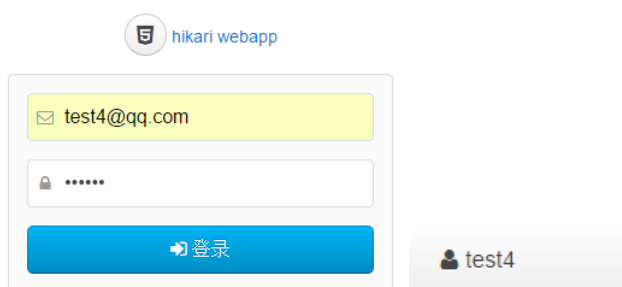 hikari webapp
test4@qq.com
••••••
登录
test4